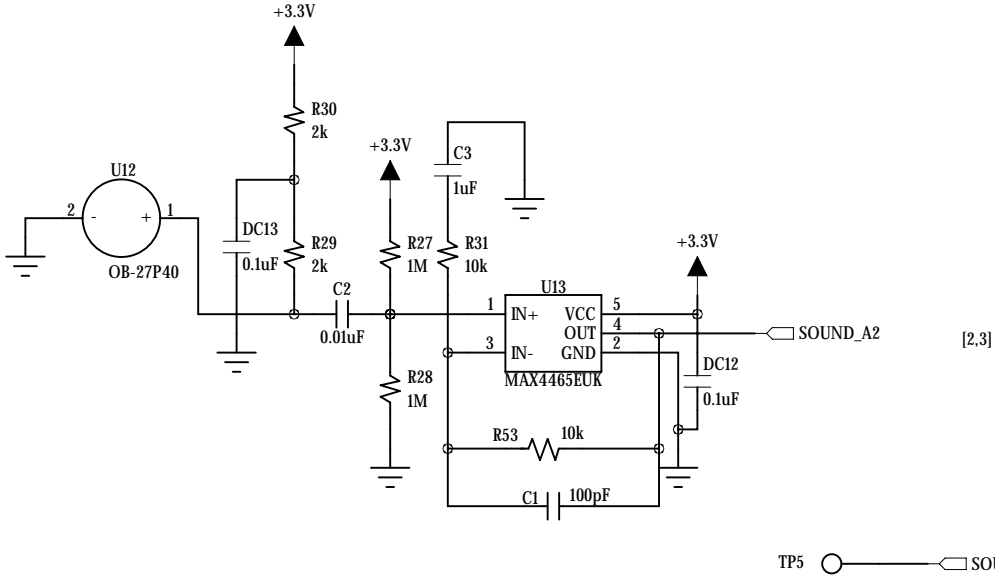 +3.3V
R30
2k
+3.3V
C3
1uF
U12
2 - + 1
OB-27P40
DC13
0.1uF
R29
2k
R27
1M
R31
10k
+3.3V
C2
0.01uF
U13
1 IN+ VCC 5
OUT 4
3 IN- GND 2
MAX4465EUK
SOUND_A2
[2,3]
DC12
0.1uF
R28
1M
R53 10k
C1 100pF
TP5 SOU